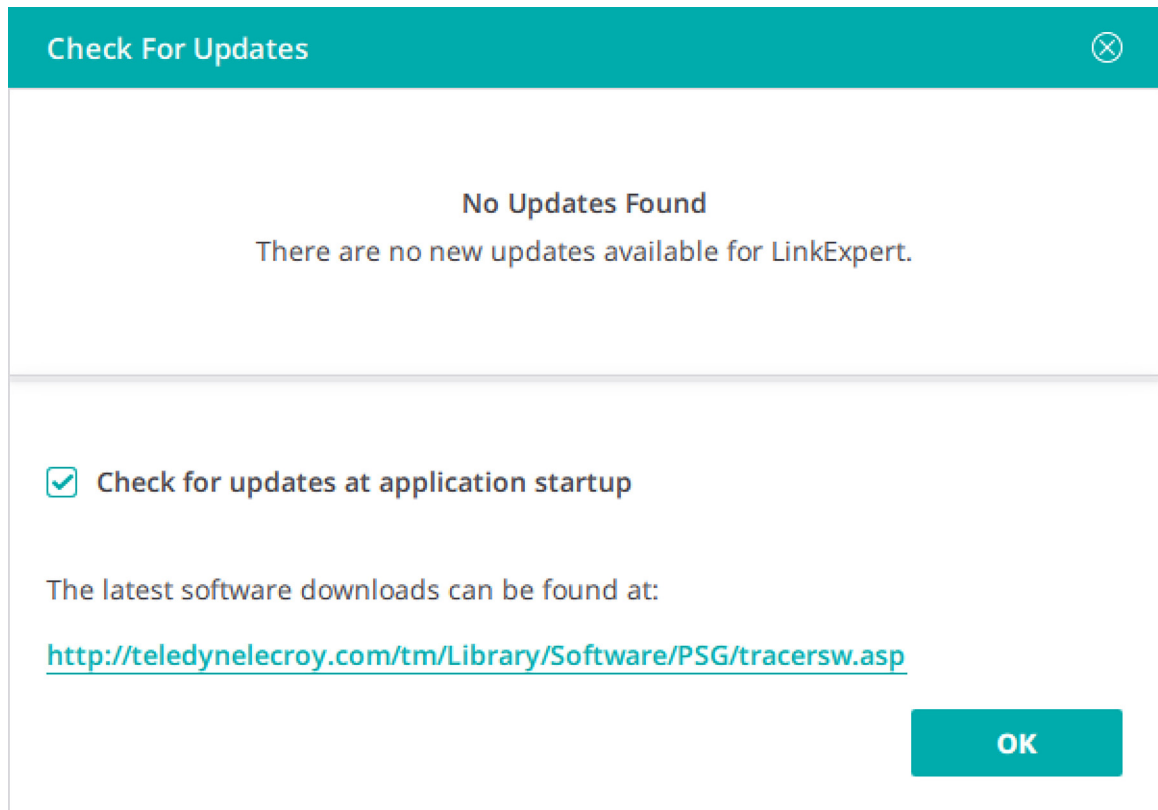 Check For Updates
No Updates Found
There are no new updates available for LinkExpert.
Check for updates at application startup
The latest software downloads can be found at:
http://teledynelecroy.com/tm/Library/Software/PSG/tracersw.asp
OK